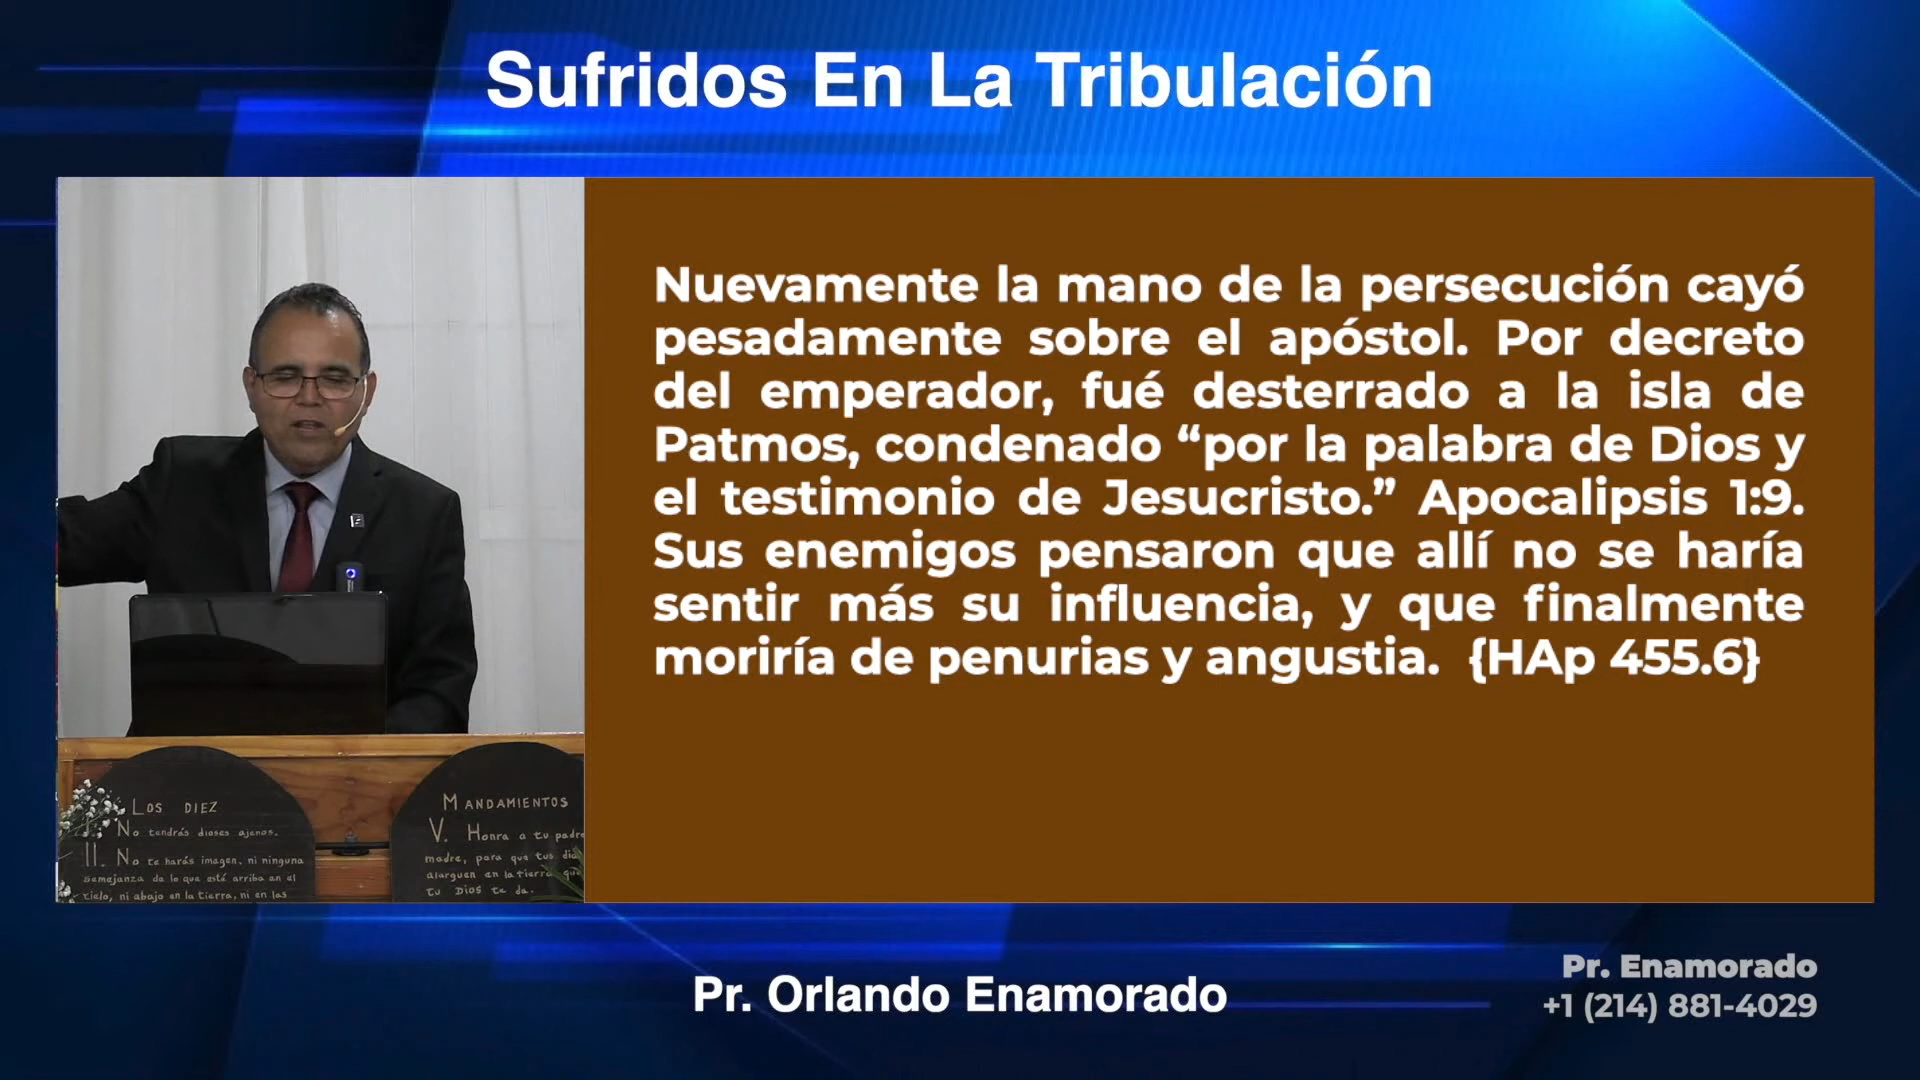 Sufridos En La Tribulación
Nuevamente la mano de la persecución cayó
pesadamente sobre el apóstol. Por decreto
del emperador, fué desterrado a la isla de
Patmos, condenado “por la palabra de Dios y
el testimonio de Jesucristo.” Apocalipsis 1:9.
Sus enemigos pensaron que allí no se haría
sentir más su influencia, y que finalmente
moriría de penurias y angustia. {HAp 455.6}
Los diez
I. No tendrás dioses ajenos.
II. No te harás imagen, ni ninguna
semejanza de lo que esté arriba en el
cielo, ni abajo en la tierra, ni en las
Mandamientos
V. Honra a tu padre
madre, para que tus
alarguen en la tierra que
tu Dios te da.
Pr. Orlando Enamorado
Pr. Enamorado
+1 (214) 881-4029